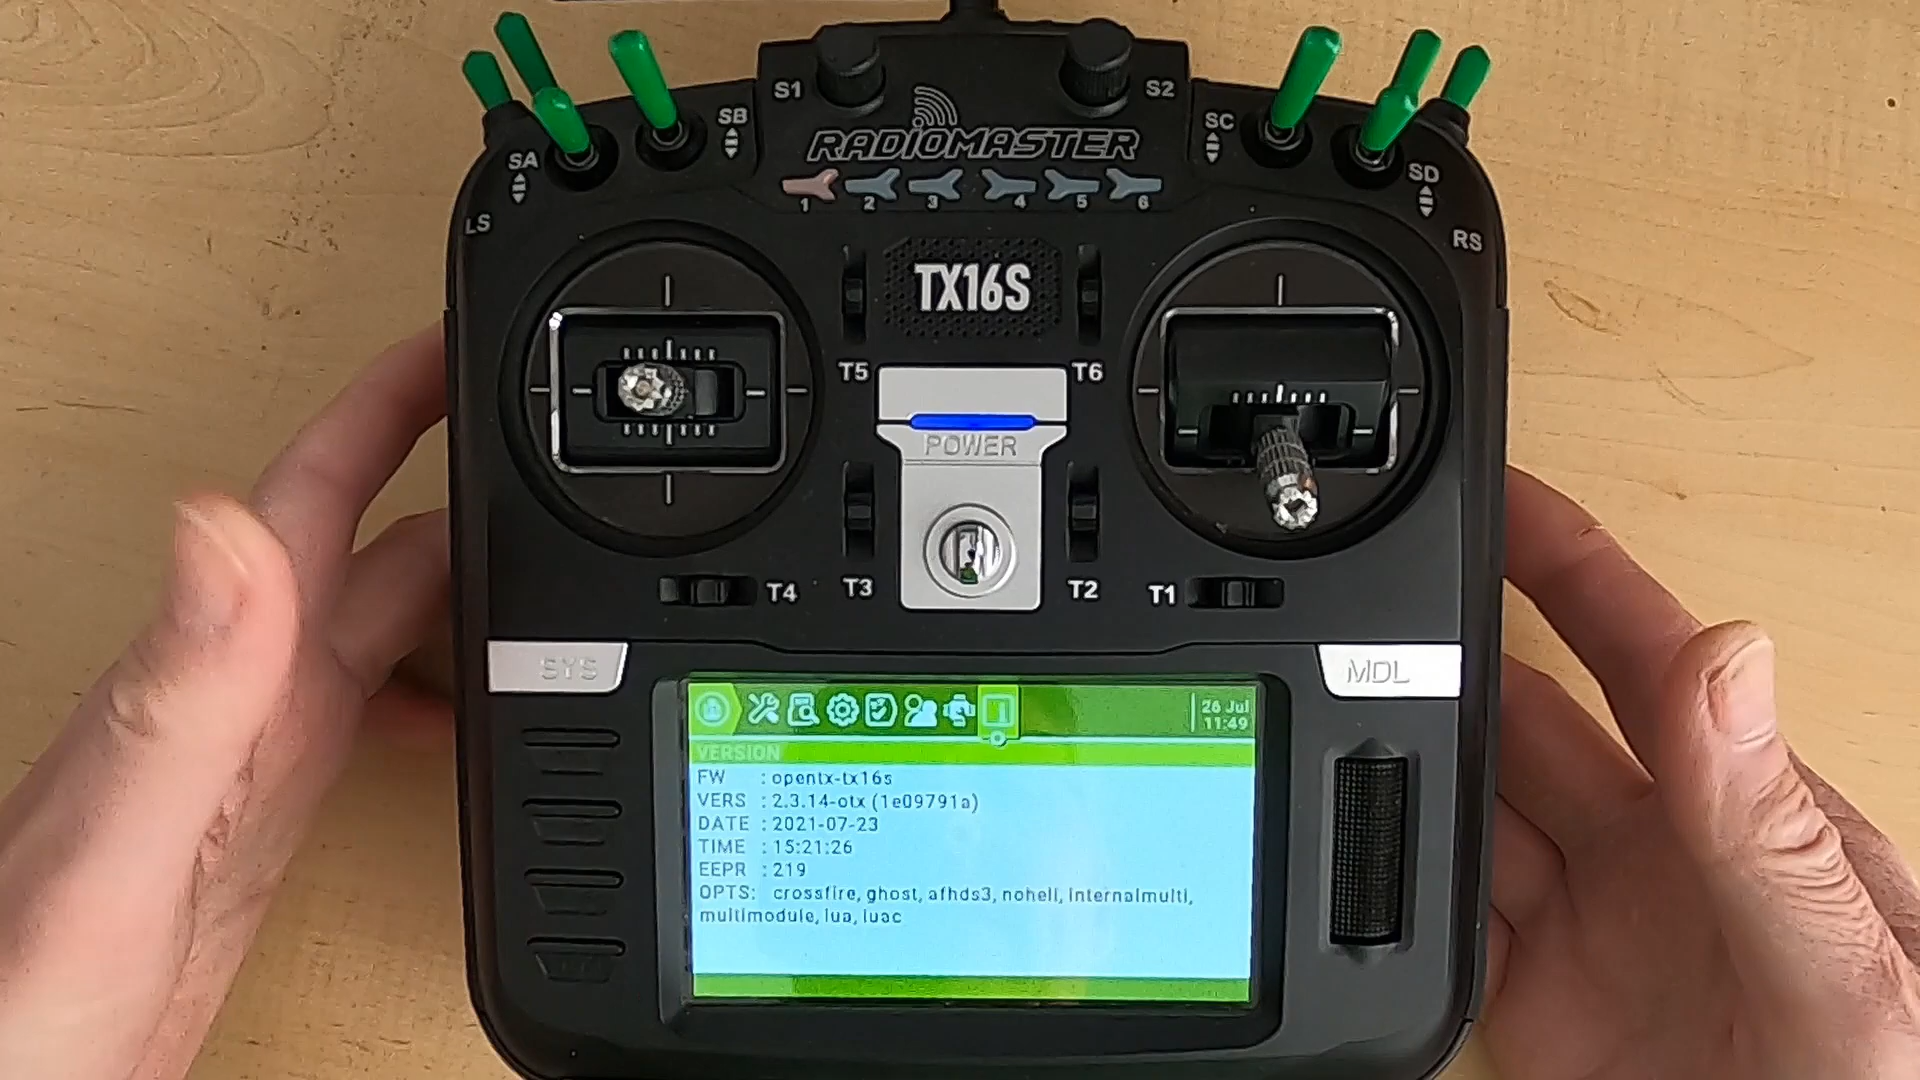 S1
S2
SB
SC
RADIOMASTER
SA
SD
1 2 3 4 5 6
LS
RS
TX16S
T5
T6
POWER
T4
T3
T2
T1
SYS
MDL
26 Jul
11:49
VERSION
FW : opentx-tx16s
VERS : 2.3.14-otx (1e09791a)
DATE : 2021-07-23
TIME : 15:21:26
EEPR : 219
OPTS: crossfire, ghost, afhds3, noheli, internalmulti,
multimodule, lua, luac